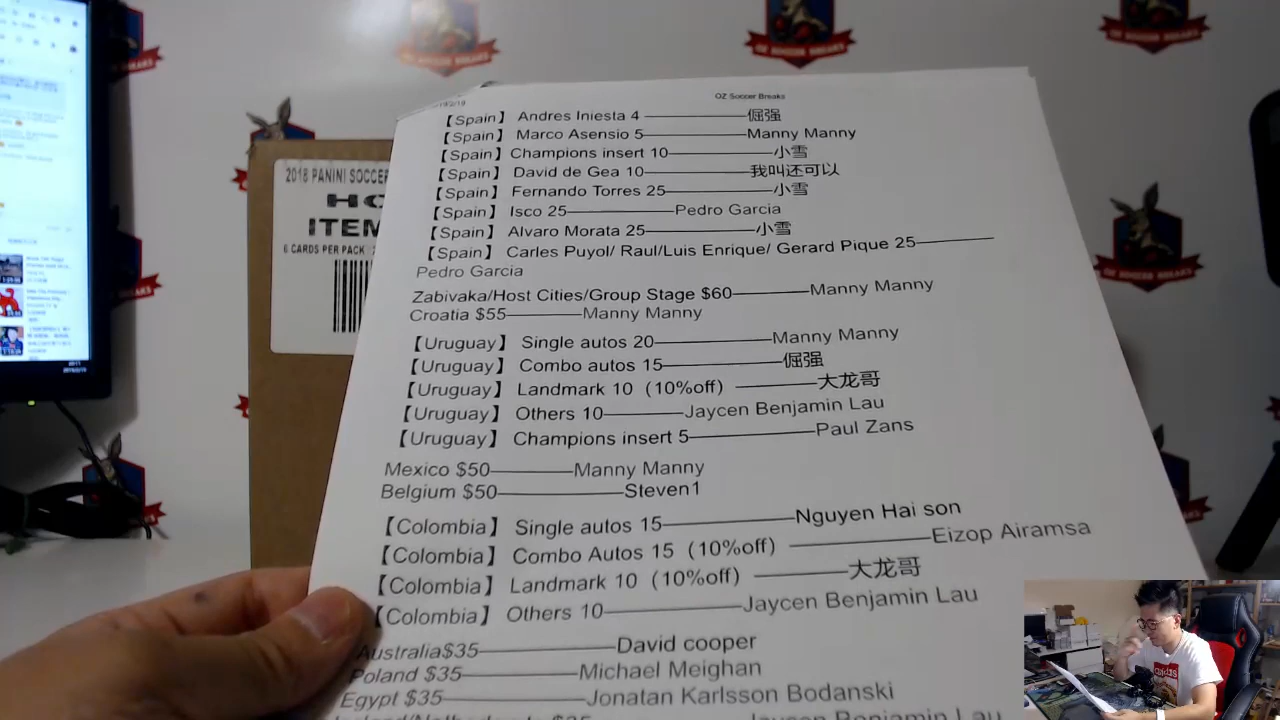 OZ Soccer Breaks
【Spain】 Andres Iniesta 4 ——————倔强
【Spain】 Marco Asensio 5——————Manny Manny
【Spain】 Champions insert 10——————小雪
【Spain】 David de Gea 10——————我叫还可以
【Spain】 Fernando Torres 25——————小雪
【Spain】 Isco 25——————Pedro Garcia
【Spain】 Alvaro Morata 25——————小雪
【Spain】 Carles Puyol/ Raul/Luis Enrique/ Gerard Pique 25————
Pedro Garcia
Zabivaka/Host Cities/Group Stage $60————Manny Manny
Croatia $55————Manny Manny
【Uruguay】 Single autos 20——————Manny Manny
【Uruguay】 Combo autos 15——————倔强
【Uruguay】 Landmark 10（10%off）————大龙哥
【Uruguay】 Others 10————Jaycen Benjamin Lau
【Uruguay】 Champions insert 5——————Paul Zans
Mexico $50————Manny Manny
Belgium $50——————Steven1
【Colombia】 Single autos 15——————Nguyen Hai son
【Colombia】 Combo Autos 15（10%off）——————Eizop Airamsa
【Colombia】 Landmark 10（10%off）————大龙哥
【Colombia】 Others 10——————Jaycen Benjamin Lau
Australia$35——————David cooper
Poland $35——————Michael Meighan
Egypt $35——————Jonatan Karlsson Bodanski
Jaycen Benjamin Lau
2018 PANINI SOCCER
ITEM
6 CARDS PER PACK
OZ SOCCER BREAKS